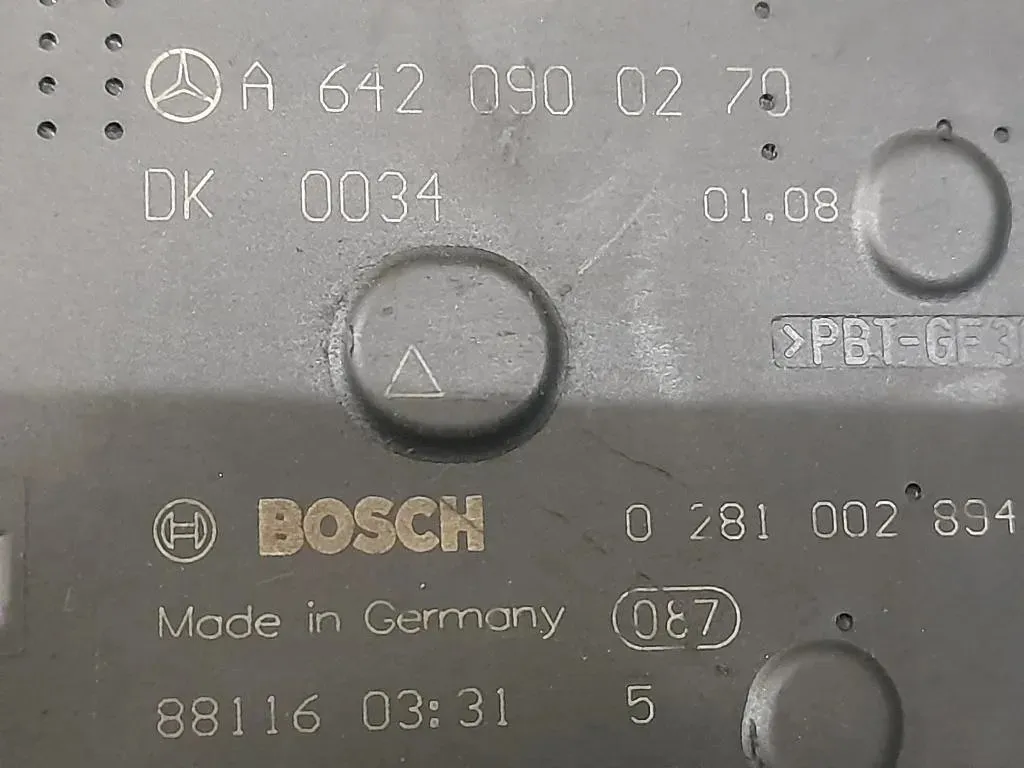 A 642 090 02 70
DK 0034 01.08
>PBT-GF3
BOSCH 0 281 002 894
Made in Germany 087
88116 03:31 5